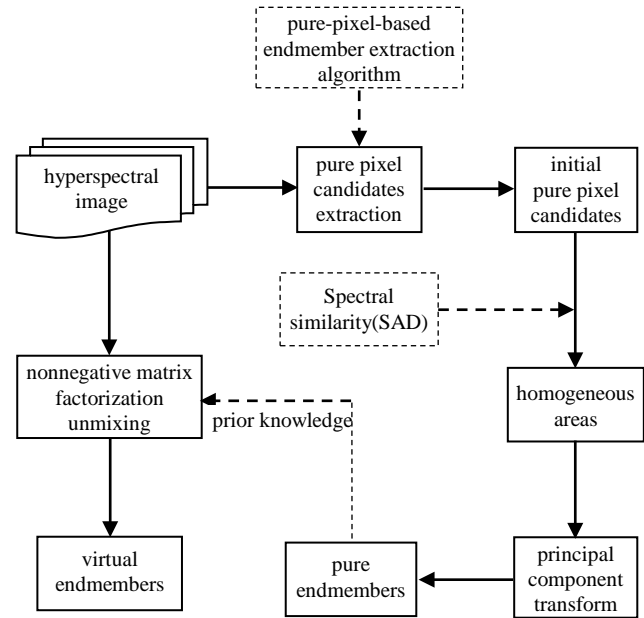 pure-pixel-based
endmember extraction
algorithm
hyperspectral
image
pure pixel
candidates
extraction
initial
pure pixel
candidates
Spectral
similarity(SAD)
nonnegative matrix
factorization
unmixing
prior knowledge
homogeneous
areas
virtual
endmembers
pure
endmembers
principal
component
transform